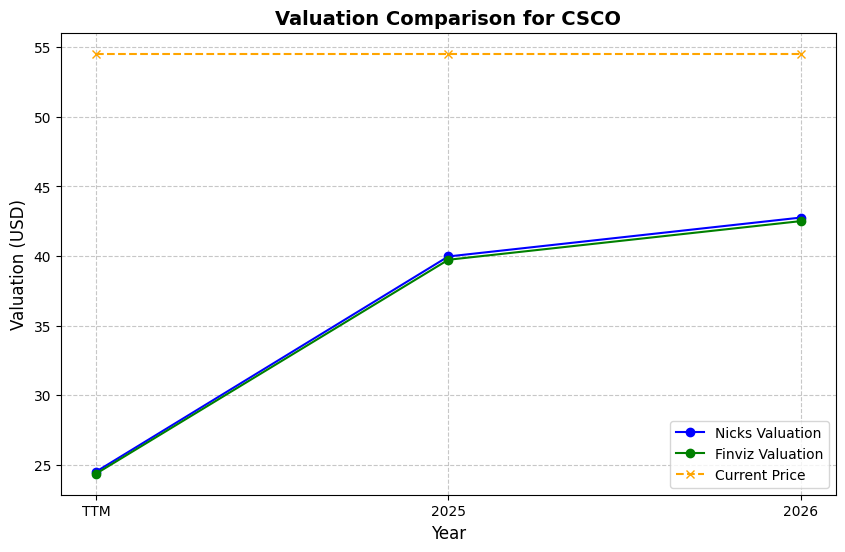 Valuation Comparison for CSCO
Valuation (USD)
55
50
45
40
35
30
25
TTM
2025
2026
Year
Nicks Valuation
Finviz Valuation
Current Price